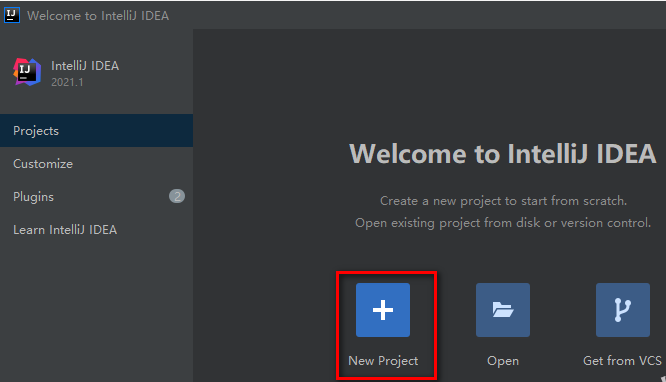 Welcome to IntelliJ IDEA
IntelliJ IDEA
2021.1
Projects
Customize
Plugins 2
Learn IntelliJ IDEA
Welcome to IntelliJ IDEA
Create a new project to start from scratch.
Open existing project from disk or version control.
New Project
Open
Get from VCS